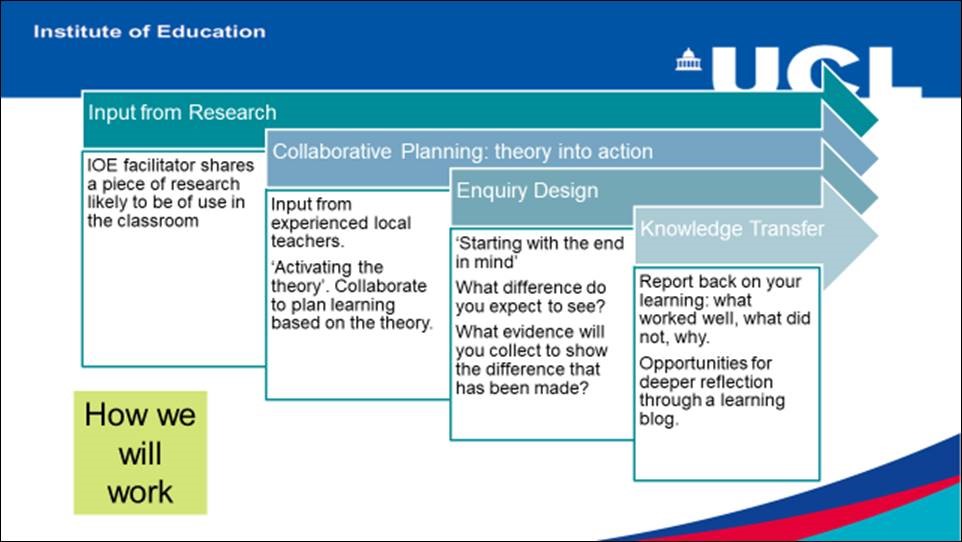 Institute of Education
UCL
Input from Research
IOE facilitator shares
a piece of research
likely to be of use in
the classroom
Collaborative Planning: theory into action
Input from
experienced local
teachers.
‘Activating the
theory’. Collaborate
to plan learning
based on the theory.
Enquiry Design
‘Starting with the end
in mind’
What difference do
you expect to see?
What evidence will
you collect to show
the difference that
has been made?
Knowledge Transfer
Report back on your
learning: what
worked well, what did
not, why.
Opportunities for
deeper reflection
through a learning
blog.
How we
will
work